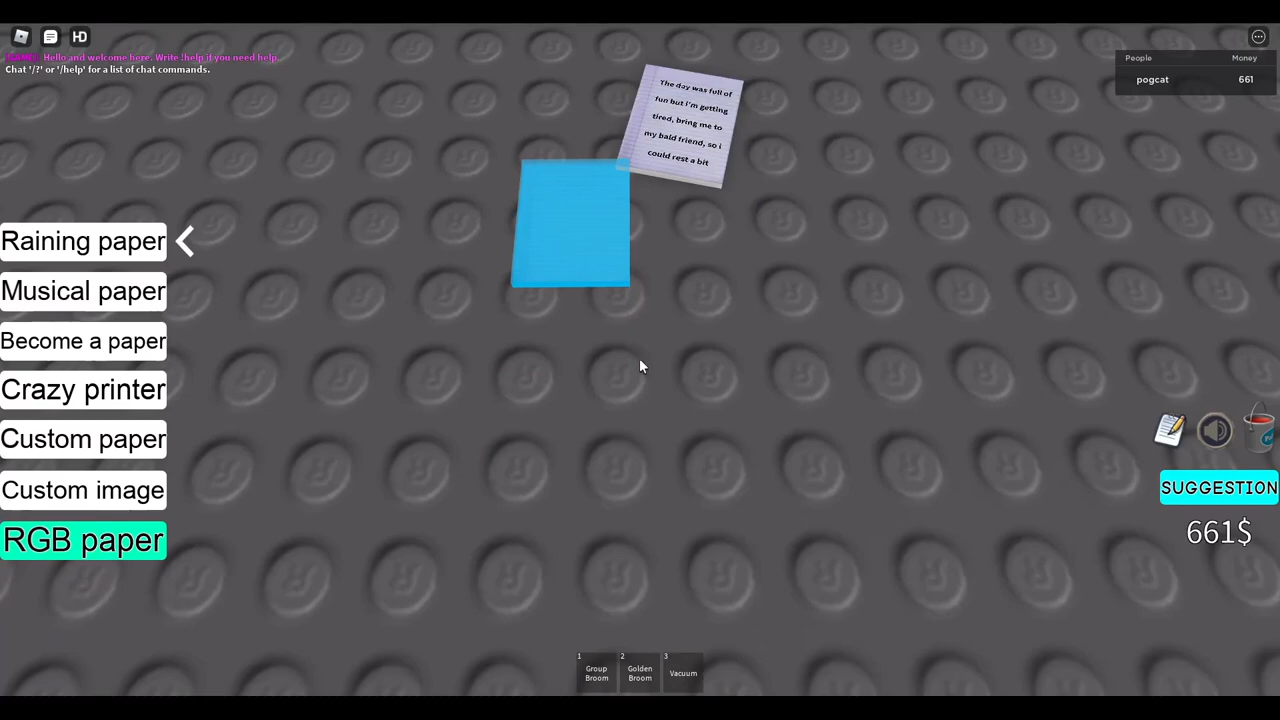 HD
[GAME]: Hello and welcome here. Write !help if you need help.
Chat '/?' or '/help' for a list of chat commands.
People Money
pogcat 661
The day was full of
fun but I'm getting
tired, bring me to
my bald friend, so i
could rest a bit
Raining paper
Musical paper
Become a paper
Crazy printer
Custom paper
Custom image
RGB paper
SUGGESTION
661$
1 2 3
Group Broom
Golden Broom
Vacuum